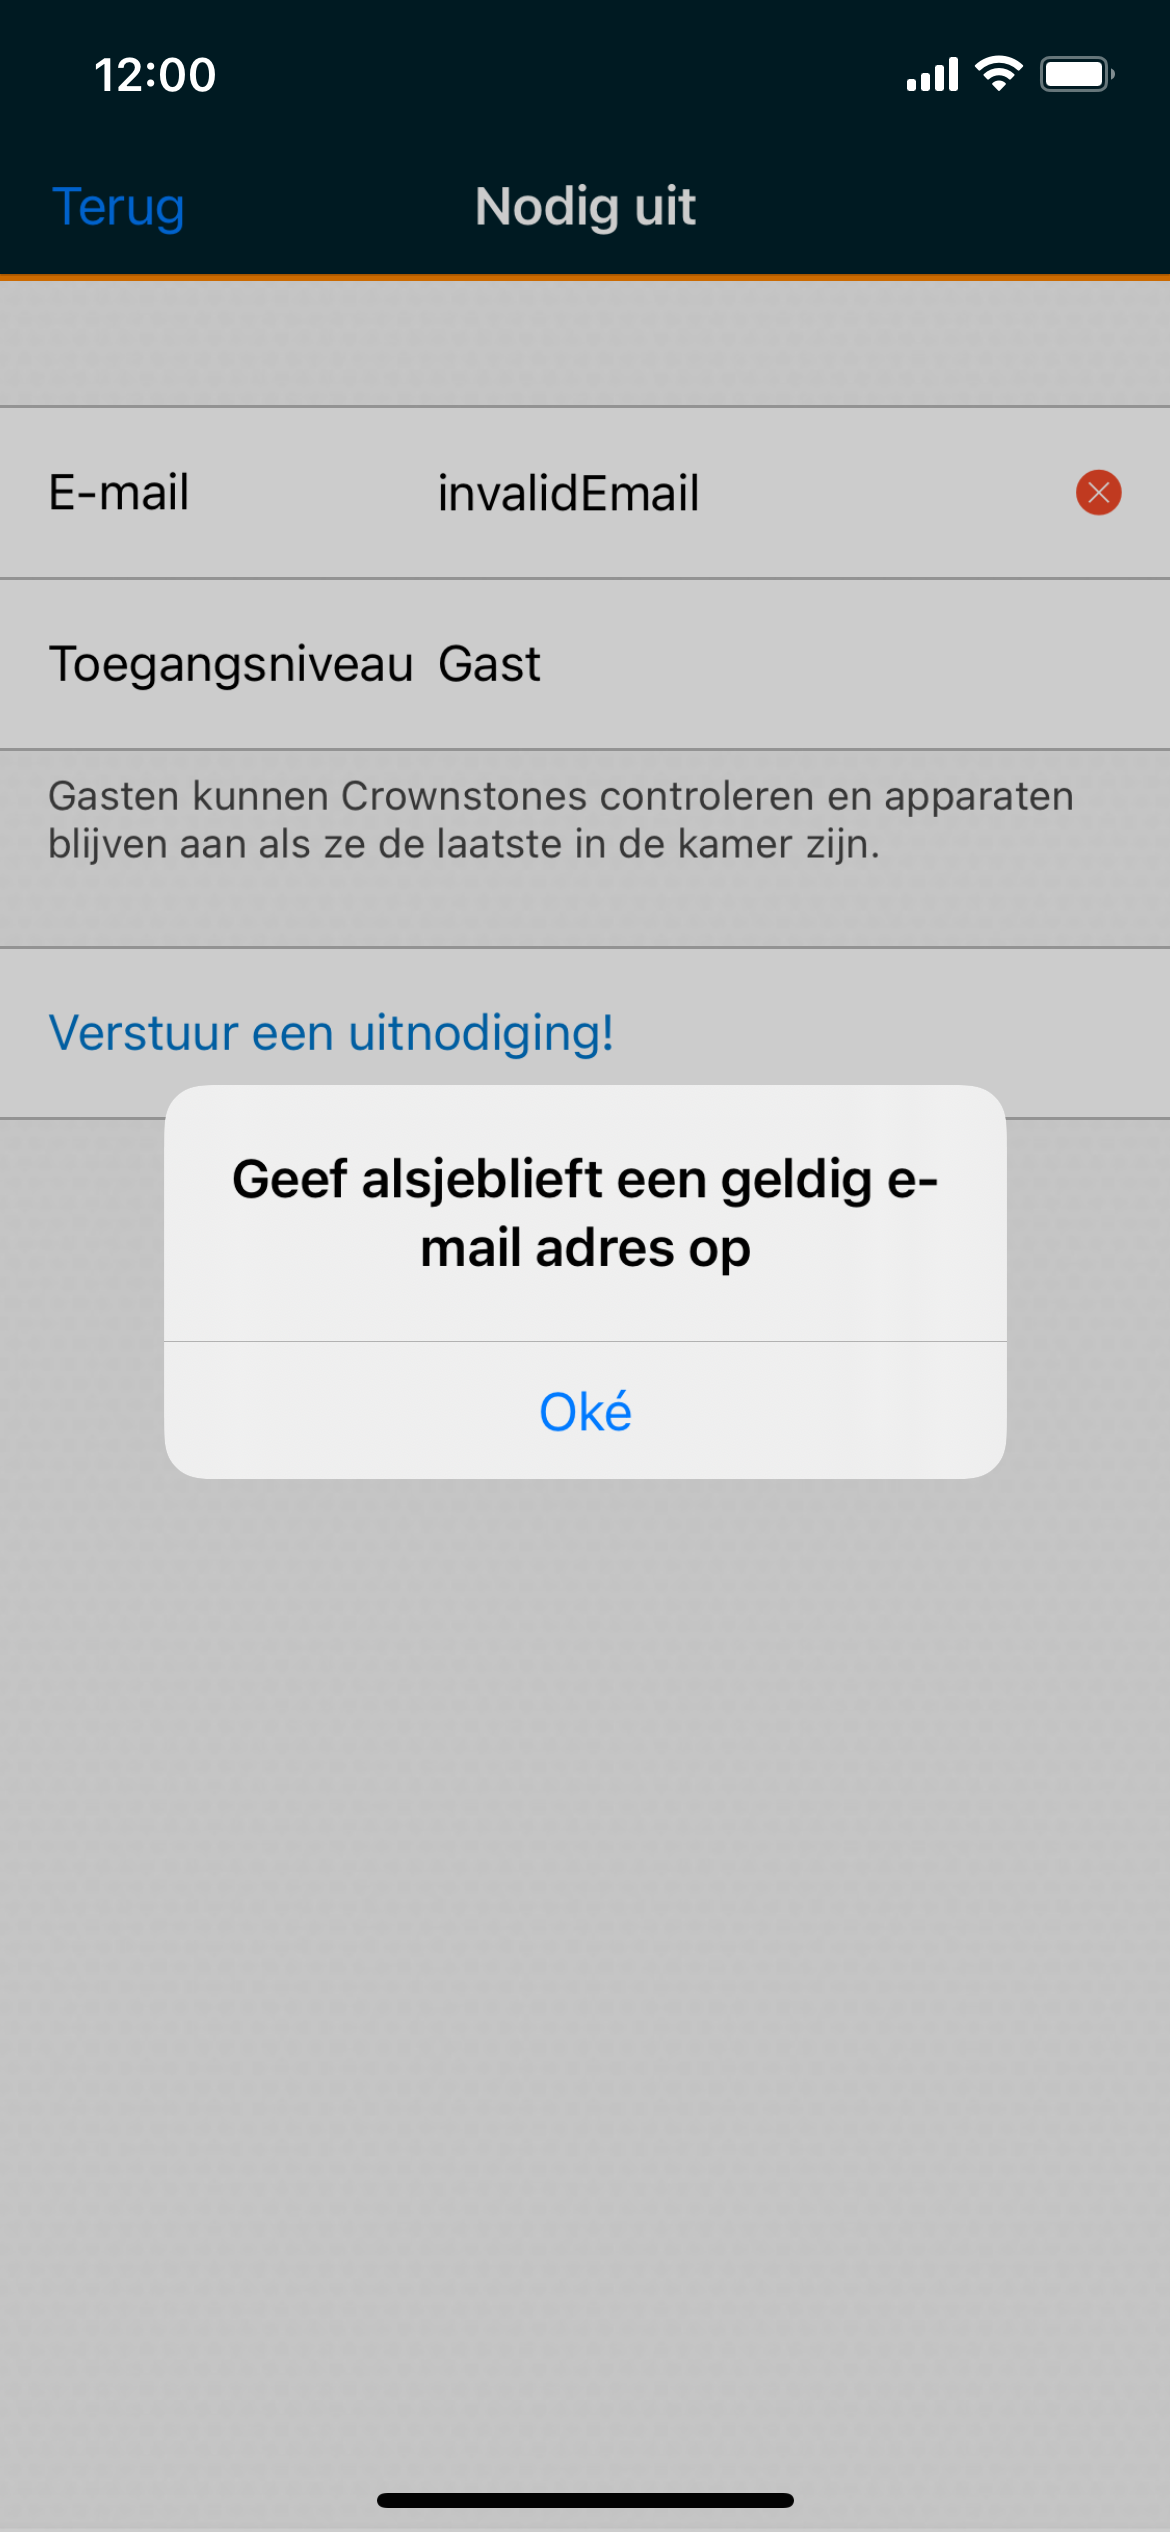 12:00
Terug
Nodig uit
E-mail
invalidEmail
Toegangsniveau
Gast
Gasten kunnen Crownstones controleren en apparaten
blijven aan als ze de laatste in de kamer zijn.
Verstuur een uitnodiging!
Geef alsjeblieft een geldig e-
mail adres op
Oké